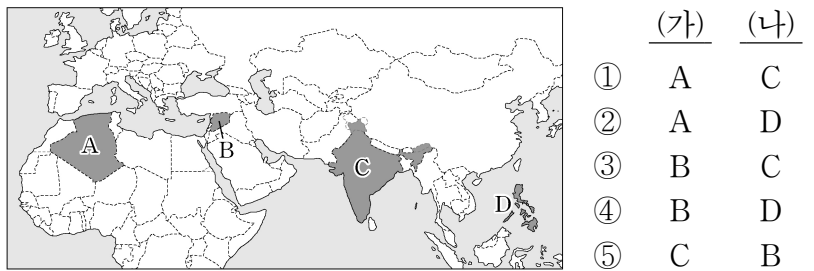 (가) (나)
① A C
② A D
③ B C
④ B D
⑤ C B
A
B
C
D